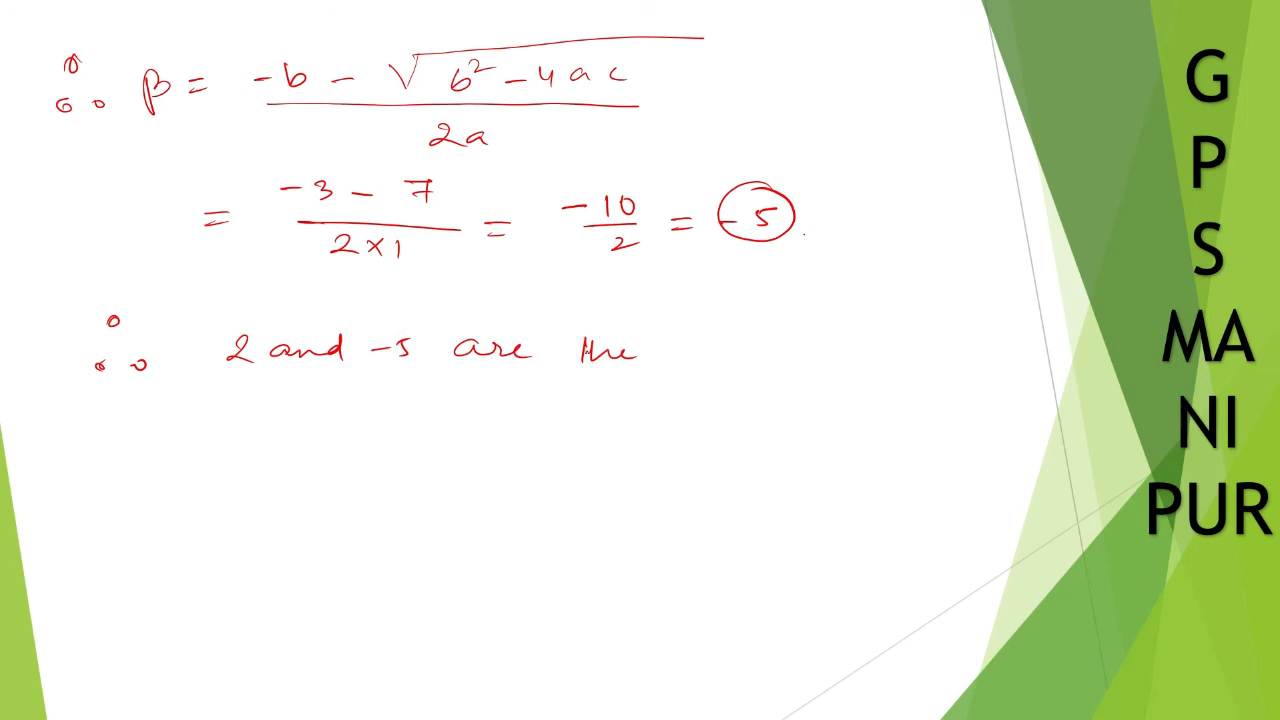 ∴ β = -b - √b² - 4ac / 2a
= -3 - 7 / 2×1 = -10 / 2 = -5
∴ 2 and -5 are the
G
P
S
MA
NI
PUR